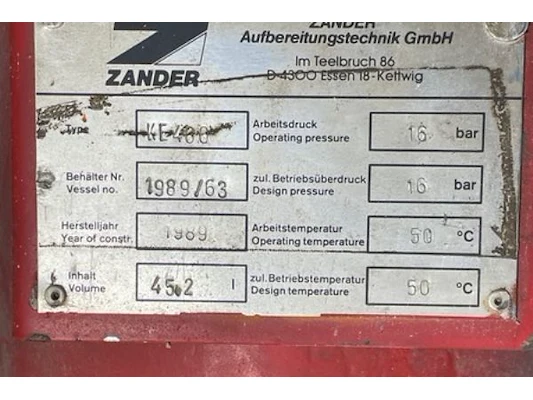 ZANDER
Aufbereitungstechnik GmbH
Im Teelbruch 86
D-4300 Essen 18-Kettwig
ZANDER
Type KE 460 Arbeitsdruck 16 bar
Operating pressure
Behälter Nr. 1989/63 zul. Betriebsüberdruck 16 bar
Vessel no. Design pressure
Herstelljahr 1989 Arbeitstemperatur 50 °C
Year of constr. Operating temperature
Inhalt 45.2 l zul. Betriebstemperatur 50 °C
Volume Design temperature